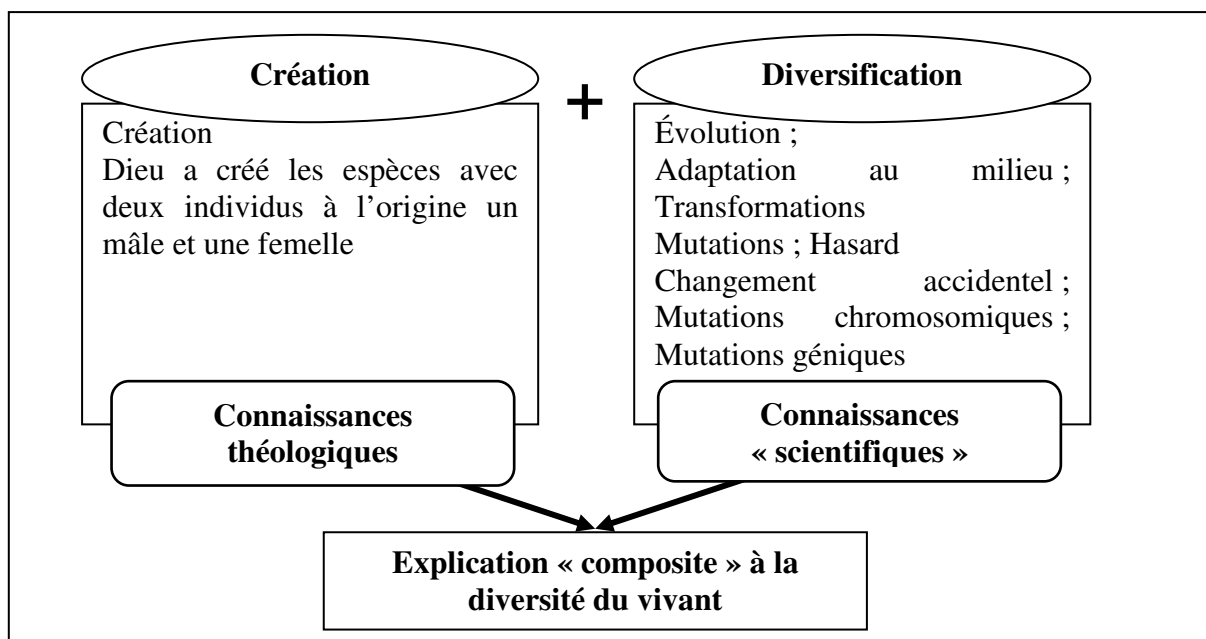 Création
Création
Dieu a créé les espèces avec
deux individus à l'origine un
mâle et une femelle
Connaissances
théologiques
+
Diversification
Évolution ;
Adaptation au milieu ;
Transformations
Mutations ; Hasard
Changement accidentel ;
Mutations chromosomiques ;
Mutations géniques
Connaissances
« scientifiques »
Explication « composite » à la
diversité du vivant